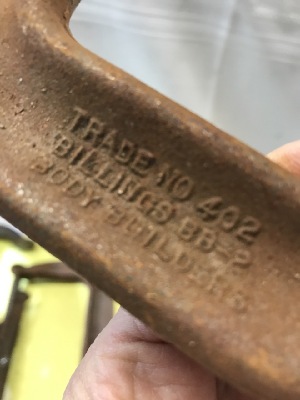 TRADE NO 402
BILLINGS BB-2
BODY BUILDERS